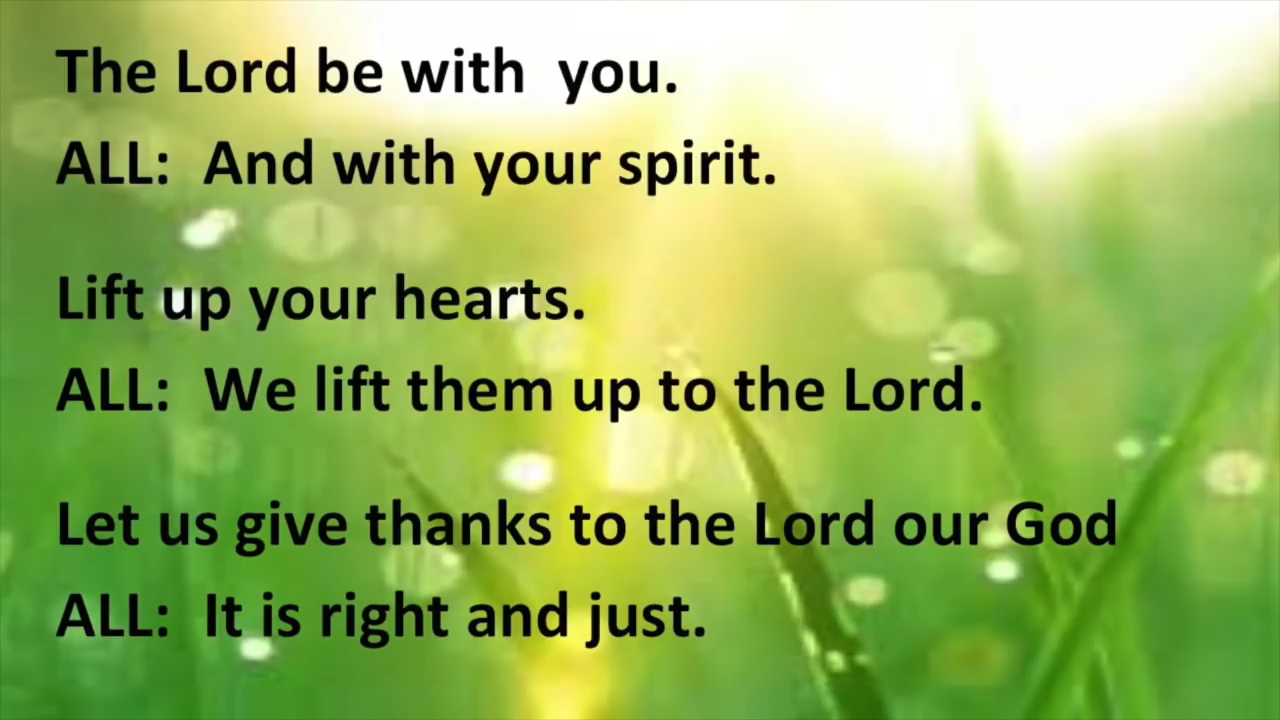 The Lord be with  you.
ALL:  And with your spirit.
Lift up your hearts.
ALL:  We lift them up to the Lord.
Let us give thanks to the Lord our God
ALL:  It is right and just.